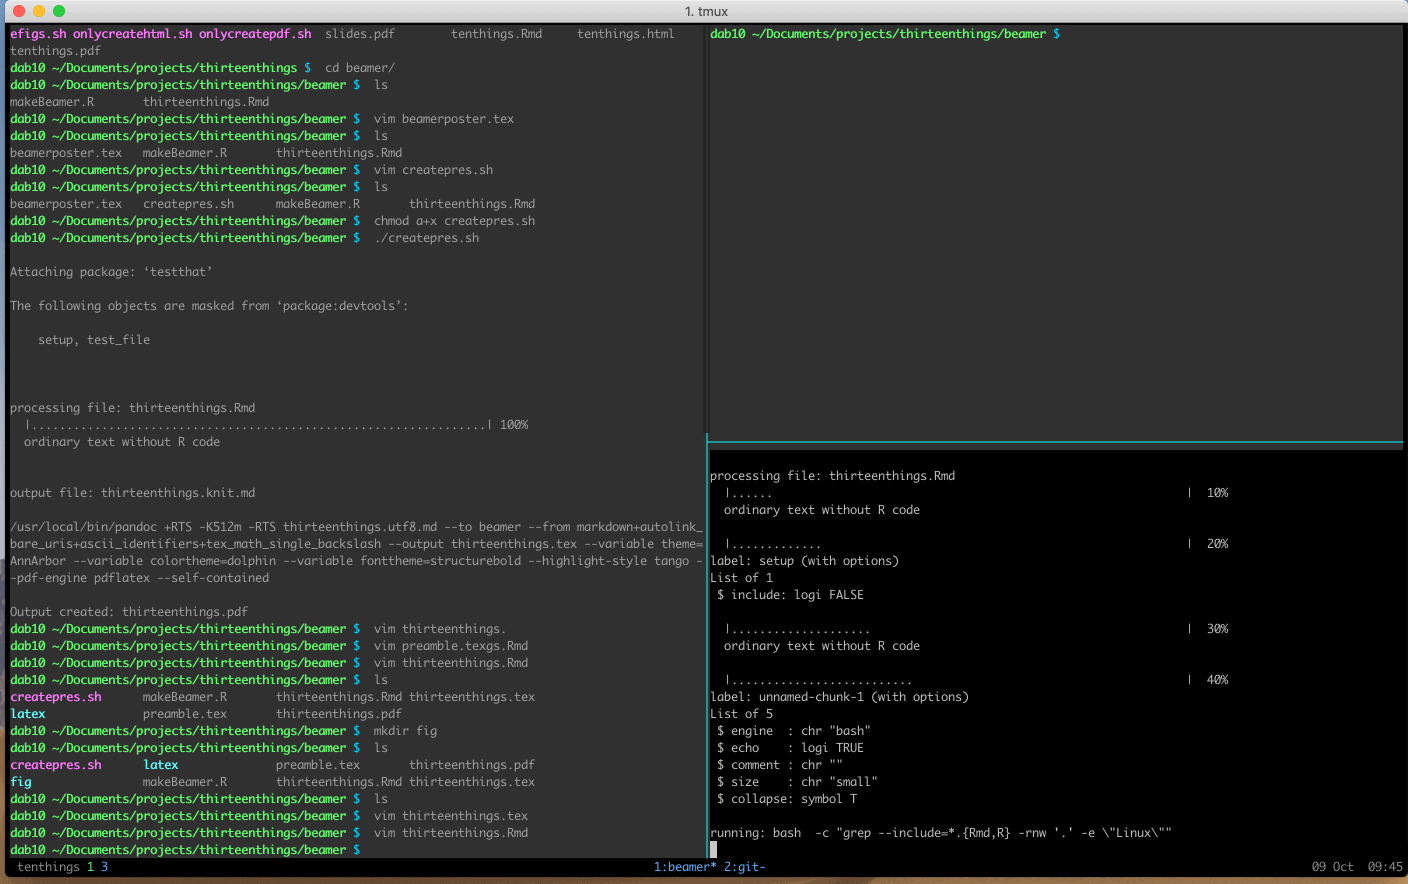 1. tmux
efigs.sh onlycreatehtml.sh onlycreatepdf.sh  slides.pdf        tenthings.Rmd     tenthings.html
tenthings.pdf
dab10 ~/Documents/projects/thirteenthings $  cd beamer/
dab10 ~/Documents/projects/thirteenthings/beamer $  ls
makeBeamer.R       thirteenthings.Rmd
dab10 ~/Documents/projects/thirteenthings/beamer $  vim beamerposter.tex
dab10 ~/Documents/projects/thirteenthings/beamer $  ls
beamerposter.tex   makeBeamer.R       thirteenthings.Rmd
dab10 ~/Documents/projects/thirteenthings/beamer $  vim createpres.sh
dab10 ~/Documents/projects/thirteenthings/beamer $  ls
beamerposter.tex   createpres.sh      makeBeamer.R       thirteenthings.Rmd
dab10 ~/Documents/projects/thirteenthings/beamer $  chmod a+x createpres.sh
dab10 ~/Documents/projects/thirteenthings/beamer $  ./createpres.sh
Attaching package: ‘testthat’
The following objects are masked from ‘package:devtools’:
setup, test_file
processing file: thirteenthings.Rmd
|.................................................................| 100%
ordinary text without R code
output file: thirteenthings.knit.md
/usr/local/bin/pandoc +RTS -K512m -RTS thirteenthings.utf8.md --to beamer --from markdown+autolink_
bare_uris+ascii_identifiers+tex_math_single_backslash --output thirteenthings.tex --variable theme=
AnnArbor --variable colortheme=dolphin --variable fonttheme=structurebold --highlight-style tango -
-pdf-engine pdflatex --self-contained
Output created: thirteenthings.pdf
dab10 ~/Documents/projects/thirteenthings/beamer $  vim thirteenthings.
dab10 ~/Documents/projects/thirteenthings/beamer $  vim preamble.texgs.Rmd
dab10 ~/Documents/projects/thirteenthings/beamer $  vim thirteenthings.Rmd
dab10 ~/Documents/projects/thirteenthings/beamer $  ls
createpres.sh      makeBeamer.R       thirteenthings.Rmd thirteenthings.tex
latex              preamble.tex       thirteenthings.pdf
dab10 ~/Documents/projects/thirteenthings/beamer $  mkdir fig
dab10 ~/Documents/projects/thirteenthings/beamer $  ls
createpres.sh      latex              preamble.tex       thirteenthings.pdf
fig                makeBeamer.R       thirteenthings.Rmd thirteenthings.tex
dab10 ~/Documents/projects/thirteenthings/beamer $  ls
dab10 ~/Documents/projects/thirteenthings/beamer $  vim thirteenthings.tex
dab10 ~/Documents/projects/thirteenthings/beamer $  vim thirteenthings.Rmd
dab10 ~/Documents/projects/thirteenthings/beamer $
dab10 ~/Documents/projects/thirteenthings/beamer $
processing file: thirteenthings.Rmd
|......                                                           |  10%
ordinary text without R code
|.............                                                    |  20%
label: setup (with options)
List of 1
$ include: logi FALSE
|....................                                             |  30%
ordinary text without R code
|..........................                                       |  40%
label: unnamed-chunk-1 (with options)
List of 5
$ engine  : chr "bash"
$ echo    : logi TRUE
$ comment : chr ""
$ size    : chr "small"
$ collapse: symbol T
running: bash  -c "grep --include=*.{Rmd,R} -rnw '.' -e \"Linux\""
tenthings 1 3
1:beamer* 2:git-
09 Oct  09:45